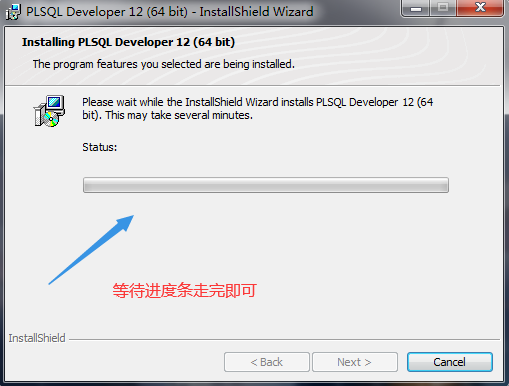 PLSQL Developer 12 (64 bit) - InstallShield Wizard
Installing PLSQL Developer 12 (64 bit)
The program features you selected are being installed.
Please wait while the InstallShield Wizard installs PLSQL Developer 12 (64
bit). This may take several minutes.
Status:
等待进度条走完即可
InstallShield
< Back
Next >
Cancel